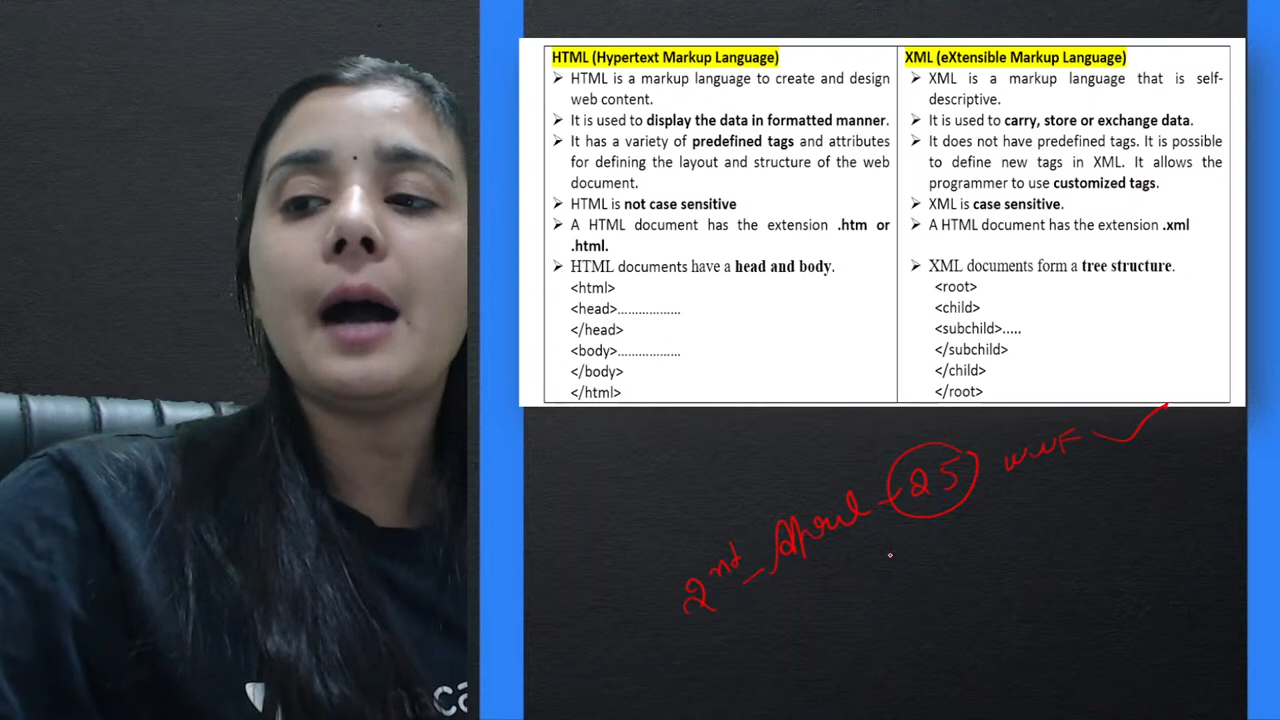 HTML (Hypertext Markup Language)
➢ HTML is a markup language to create and design
web content.
➢ It is used to display the data in formatted manner.
➢ It has a variety of predefined tags and attributes
for defining the layout and structure of the web
document.
➢ HTML is not case sensitive
➢ A HTML document has the extension .htm or
.html.
➢ HTML documents have a head and body.
<html>
<head>.................
</head>
<body>.................
</body>
</html>
XML (eXtensible Markup Language)
➢ XML is a markup language that is self-
descriptive.
➢ It is used to carry, store or exchange data.
➢ It does not have predefined tags. It is possible
to define new tags in XML. It allows the
programmer to use customized tags.
➢ XML is case sensitive.
➢ A HTML document has the extension .xml
➢ XML documents form a tree structure.
<root>
<child>
<subchild>.....
</subchild>
</child>
</root>
2nd April - 25